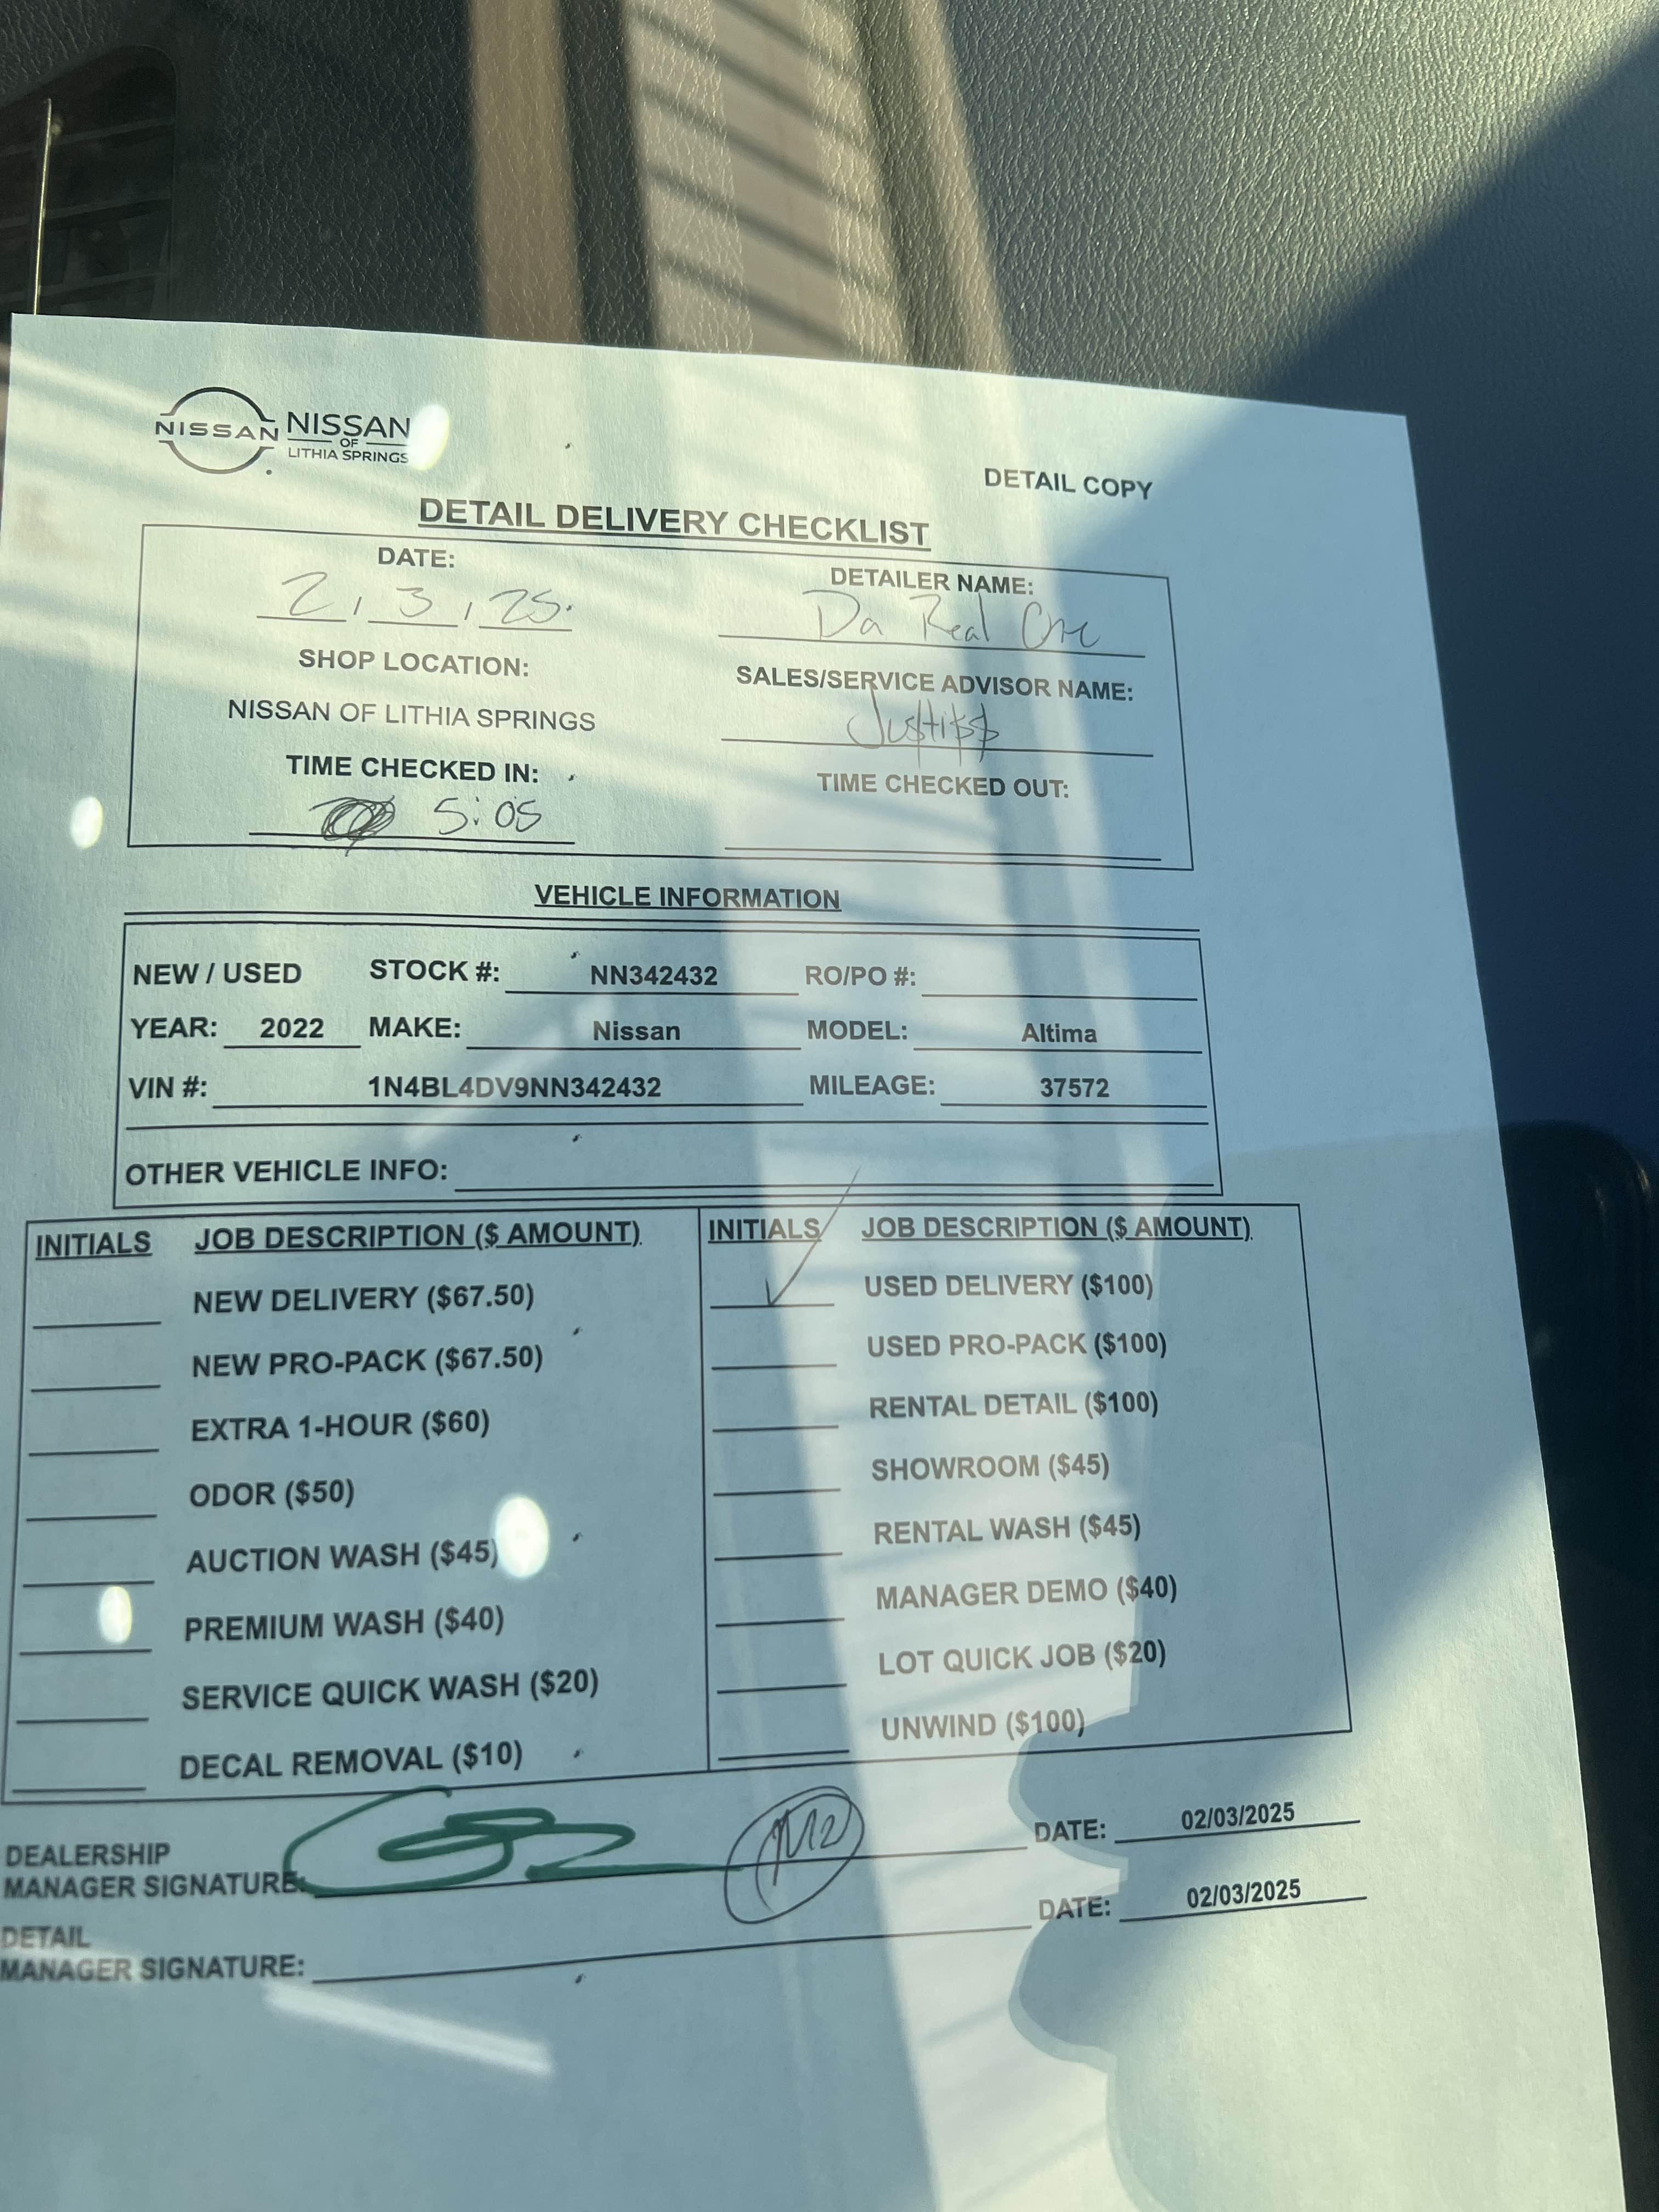 NISSAN NISSAN
OF
LITHIA SPRINGS
DETAIL COPY
DETAIL DELIVERY CHECKLIST
DATE:
2, 3, 25.
DETAILER NAME:
Da Real One
SHOP LOCATION:
NISSAN OF LITHIA SPRINGS
SALES/SERVICE ADVISOR NAME:
Ju$ti$$
TIME CHECKED IN:
5:05
TIME CHECKED OUT:
VEHICLE INFORMATION
NEW / USED STOCK #: NN342432 RO/PO #:
YEAR: 2022 MAKE: Nissan MODEL: Altima
VIN #: 1N4BL4DV9NN342432 MILEAGE: 37572
OTHER VEHICLE INFO:
INITIALS JOB DESCRIPTION ($ AMOUNT)
NEW DELIVERY ($67.50)
NEW PRO-PACK ($67.50)
EXTRA 1-HOUR ($60)
ODOR ($50)
AUCTION WASH ($45)
PREMIUM WASH ($40)
SERVICE QUICK WASH ($20)
DECAL REMOVAL ($10)
INITIALS JOB DESCRIPTION ($ AMOUNT)
USED DELIVERY ($100)
USED PRO-PACK ($100)
RENTAL DETAIL ($100)
SHOWROOM ($45)
RENTAL WASH ($45)
MANAGER DEMO ($40)
LOT QUICK JOB ($20)
UNWIND ($100)
DEALERSHIP
MANAGER SIGNATURE: DATE: 02/03/2025
DETAIL
MANAGER SIGNATURE: DATE: 02/03/2025